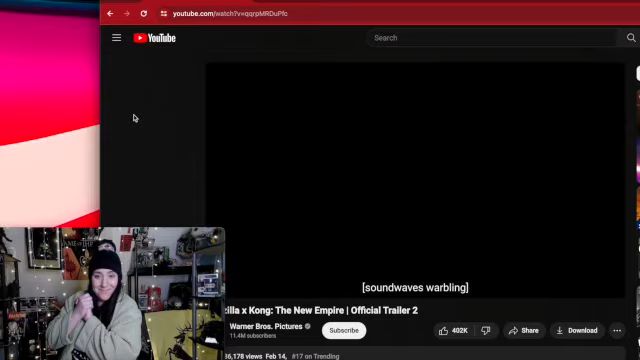 youtube.com/watch?v=qqrpMRDuPfc
YouTube
Search
[soundwaves warbling]
zilla x Kong: The New Empire | Official Trailer 2
Warner Bros. Pictures
11.4M subscribers
Subscribe
402K
Share
Download
36,178 views Feb 14,
#17 on Trending